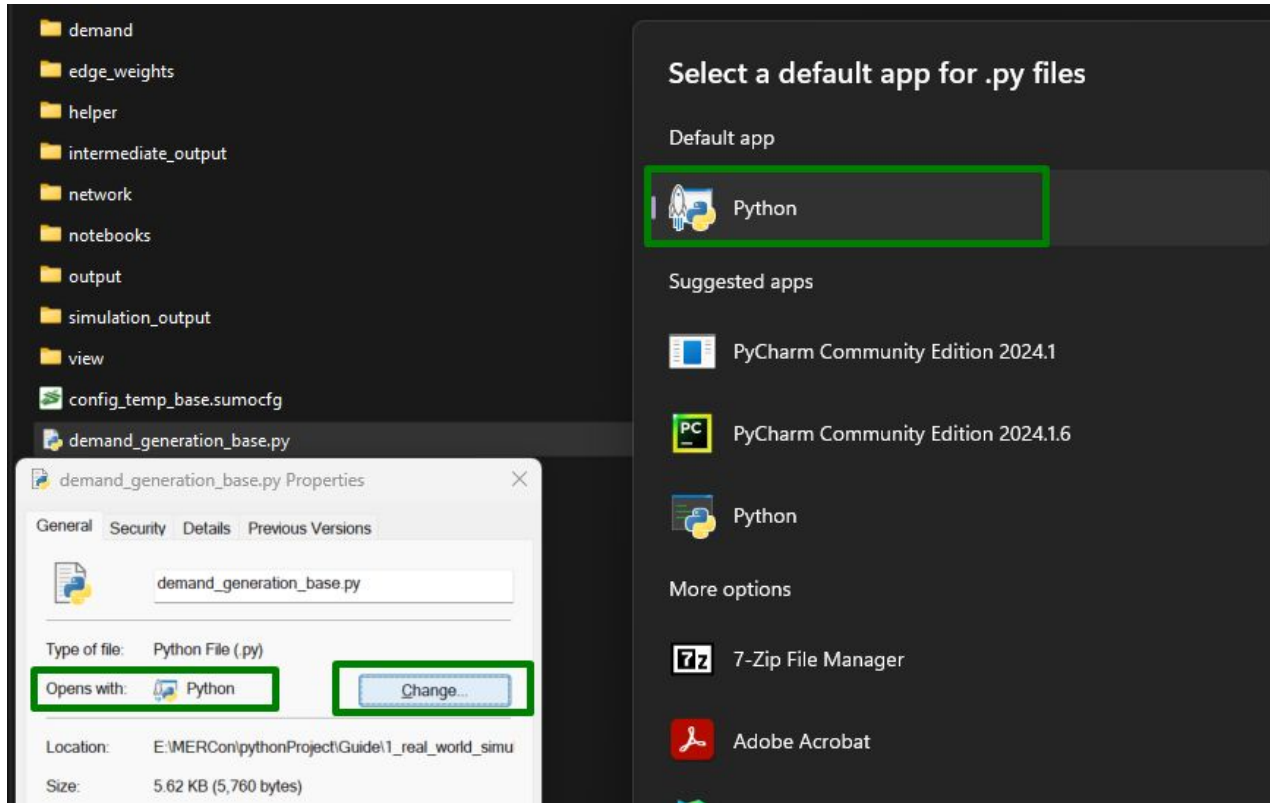 demand
edge_weights
helper
intermediate_output
network
notebooks
output
simulation_output
view
config_temp_base.sumocfg
demand_generation_base.py
demand_generation_base.py Properties
General Security Details Previous Versions
demand_generation_base.py
Type of file: Python File (.py)
Opens with: Python Change...
Location: E:\MERCon\pythonProject\Guide\1_real_world_simu
Size: 5.62 KB (5,760 bytes)
Select a default app for .py files
Default app
Python
Suggested apps
PyCharm Community Edition 2024.1
PC PyCharm Community Edition 2024.1.6
Python
More options
7z 7-Zip File Manager
Adobe Acrobat